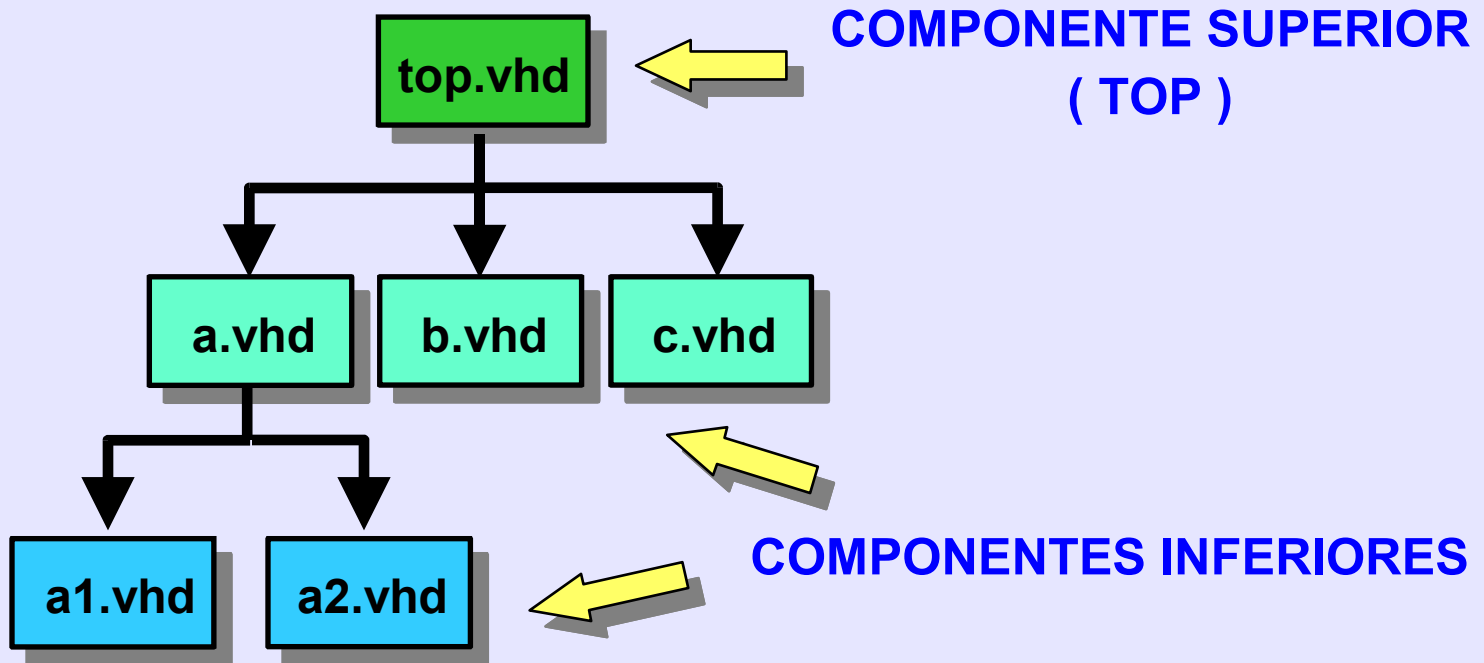 COMPONENTE SUPERIOR
( TOP )
top.vhd
a.vhd
b.vhd
c.vhd
COMPONENTES INFERIORES
a1.vhd
a2.vhd